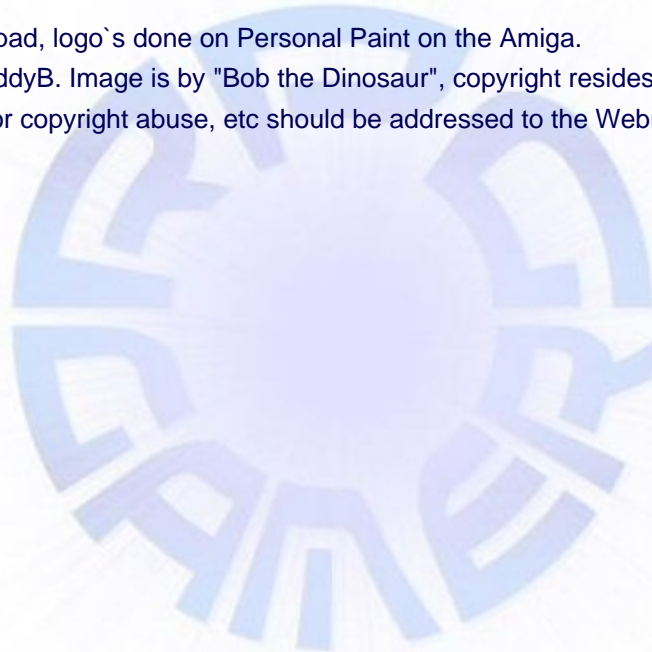 oad, logo`s done on Personal Paint on the Amiga.
ddyB. Image is by "Bob the Dinosaur", copyright resides
or copyright abuse, etc should be addressed to the Web